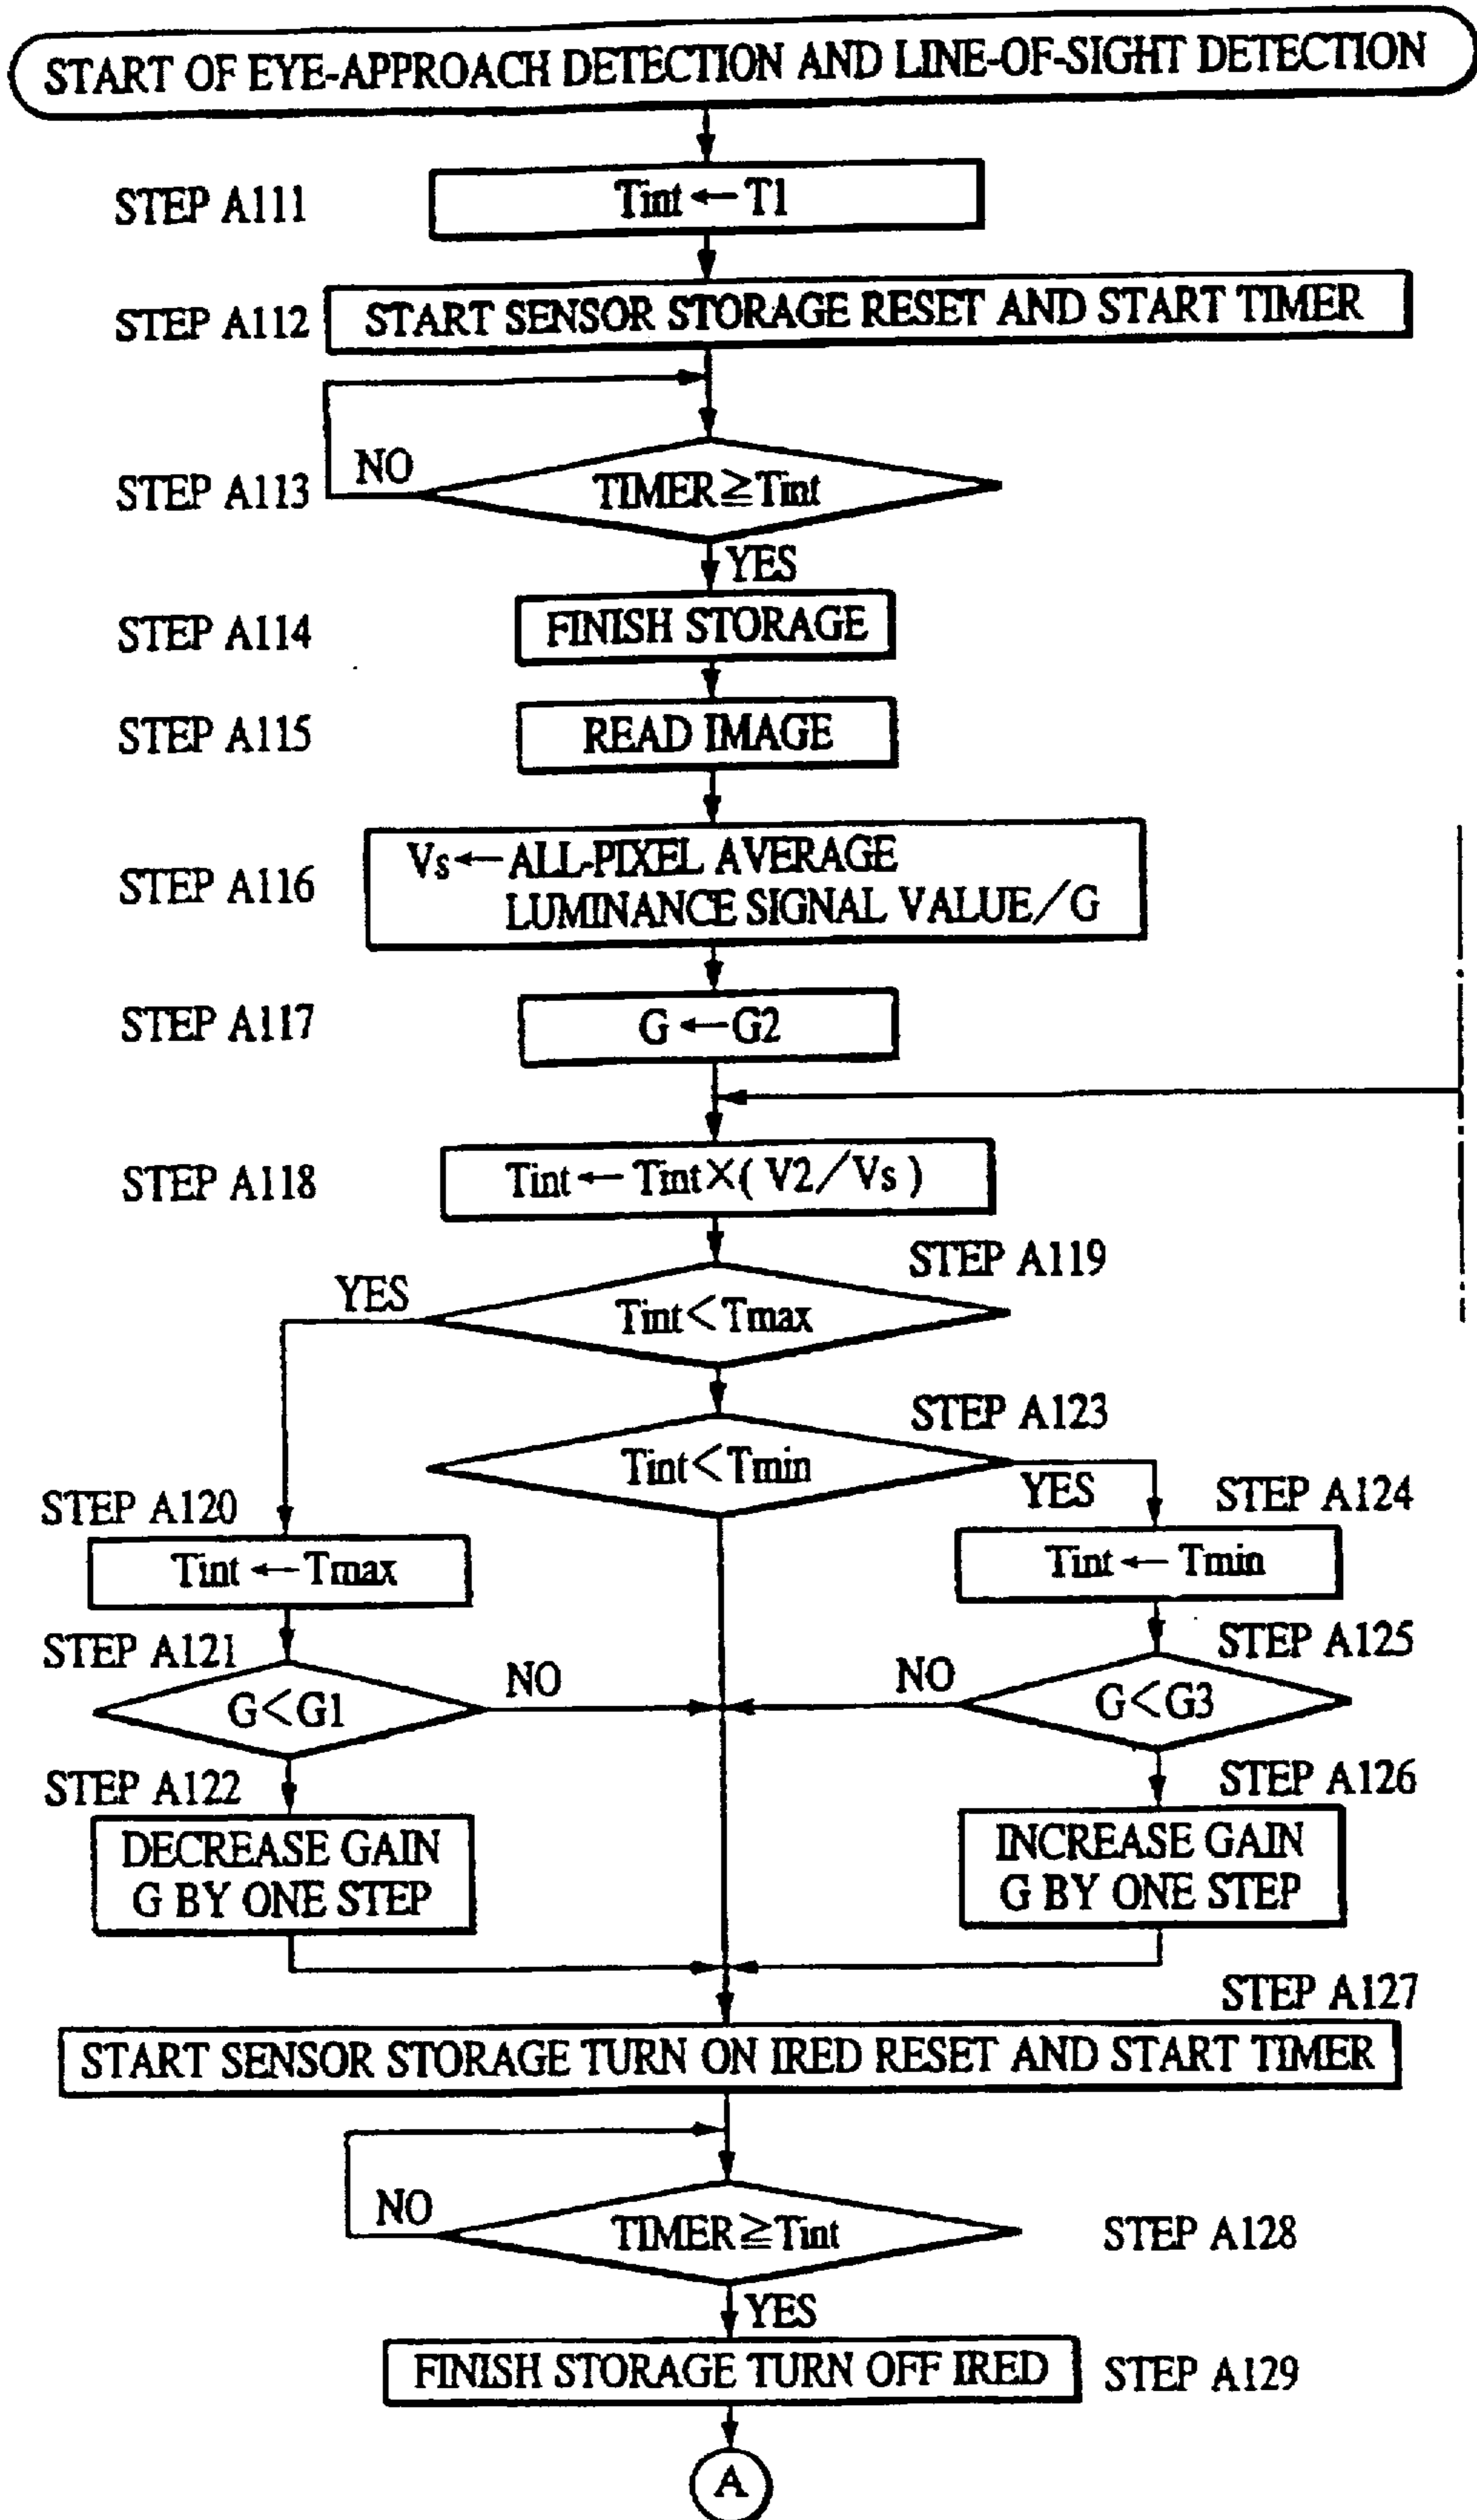 START OF EYE-APPROACH DETECTION AND LINE-OF-SIGHT DETECTION
STEP A111
Tint←T1
STEP A112
START SENSOR STORAGE RESET AND START TIMER
STEP A113
NO
TIMER≧Tint
YES
STEP A114
FINISH STORAGE
STEP A115
READ IMAGE
STEP A116
Vs←ALL-PIXEL AVERAGE
LUMINANCE SIGNAL VALUE/G
STEP A117
G←G2
STEP A118
Tint←Tint×(V2/Vs)
STEP A119
YES
Tint<Tmax
STEP A123
Tint<Tmin
YES
STEP A120
STEP A124
Tint←Tmax
Tint←Tmin
STEP A121
STEP A125
G<G1
NO
NO
G<G3
STEP A122
STEP A126
DECREASE GAIN
G BY ONE STEP
INCREASE GAIN
G BY ONE STEP
STEP A127
START SENSOR STORAGE TURN ON IRED RESET AND START TIMER
NO
TIMER≧Tint
STEP A128
YES
FINISH STORAGE TURN OFF IRED
STEP A129
A